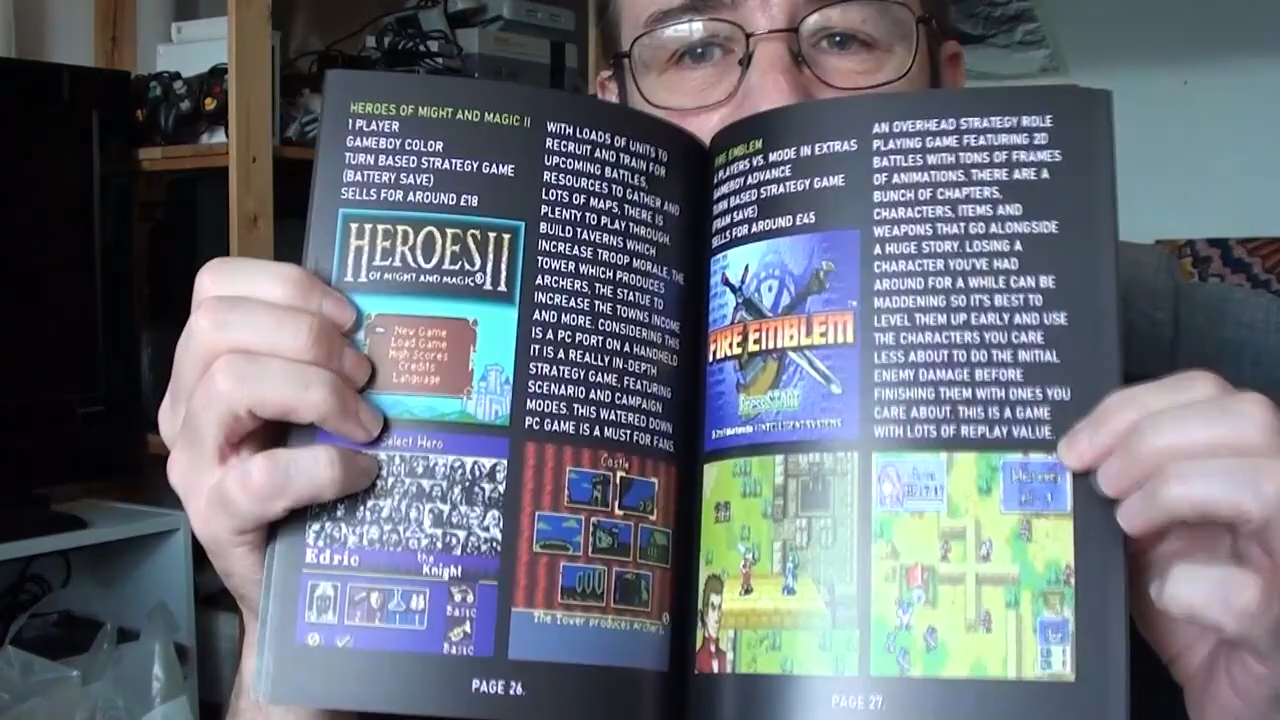 HEROES OF MIGHT AND MAGIC II
1 PLAYER
GAMEBOY COLOR
TURN BASED STRATEGY GAME
(BATTERY SAVE)
SELLS FOR AROUND £18
HEROES II
OF MIGHT AND MAGIC®
New Game
Load Game
High Scores
Credits
Language
Select Hero
Edric
the
Knight
Basic
Basic
WITH LOADS OF UNITS TO
RECRUIT AND TRAIN FOR
UPCOMING BATTLES,
RESOURCES TO GATHER AND
LOTS OF MAPS, THERE IS
PLENTY TO PLAY THROUGH.
BUILD TAVERNS WHICH
INCREASE TROOP MORALE, THE
TOWER WHICH PRODUCES
ARCHERS, THE STATUE TO
INCREASE THE TOWNS INCOME
AND MORE. CONSIDERING THIS
IS A PC PORT ON A HANDHELD
IT IS A REALLY IN-DEPTH
STRATEGY GAME, FEATURING
SCENARIO AND CAMPAIGN
MODES. THIS WATERED DOWN
PC GAME IS A MUST FOR FANS.
Castle
The Tower produces Archers.
PAGE 26.
FIRE EMBLEM
4 PLAYERS VS. MODE IN EXTRAS
GAMEBOY ADVANCE
TURN BASED STRATEGY GAME
(FRAM SAVE)
SELLS FOR AROUND £45
FIRE EMBLEM
Press START
INTELLIGENT SYSTEMS
AN OVERHEAD STRATEGY ROLE
PLAYING GAME FEATURING 2D
BATTLES WITH TONS OF FRAMES
OF ANIMATIONS. THERE ARE A
BUNCH OF CHAPTERS,
CHARACTERS, ITEMS AND
WEAPONS THAT GO ALONGSIDE
A HUGE STORY. LOSING A
CHARACTER YOU'VE HAD
AROUND FOR A WHILE CAN BE
MADDENING SO IT'S BEST TO
LEVEL THEM UP EARLY AND USE
THE CHARACTERS YOU CARE
LESS ABOUT TO DO THE INITIAL
ENEMY DAMAGE BEFORE
FINISHING THEM WITH ONES YOU
CARE ABOUT. THIS IS A GAME
WITH LOTS OF REPLAY VALUE.
PAGE 27.